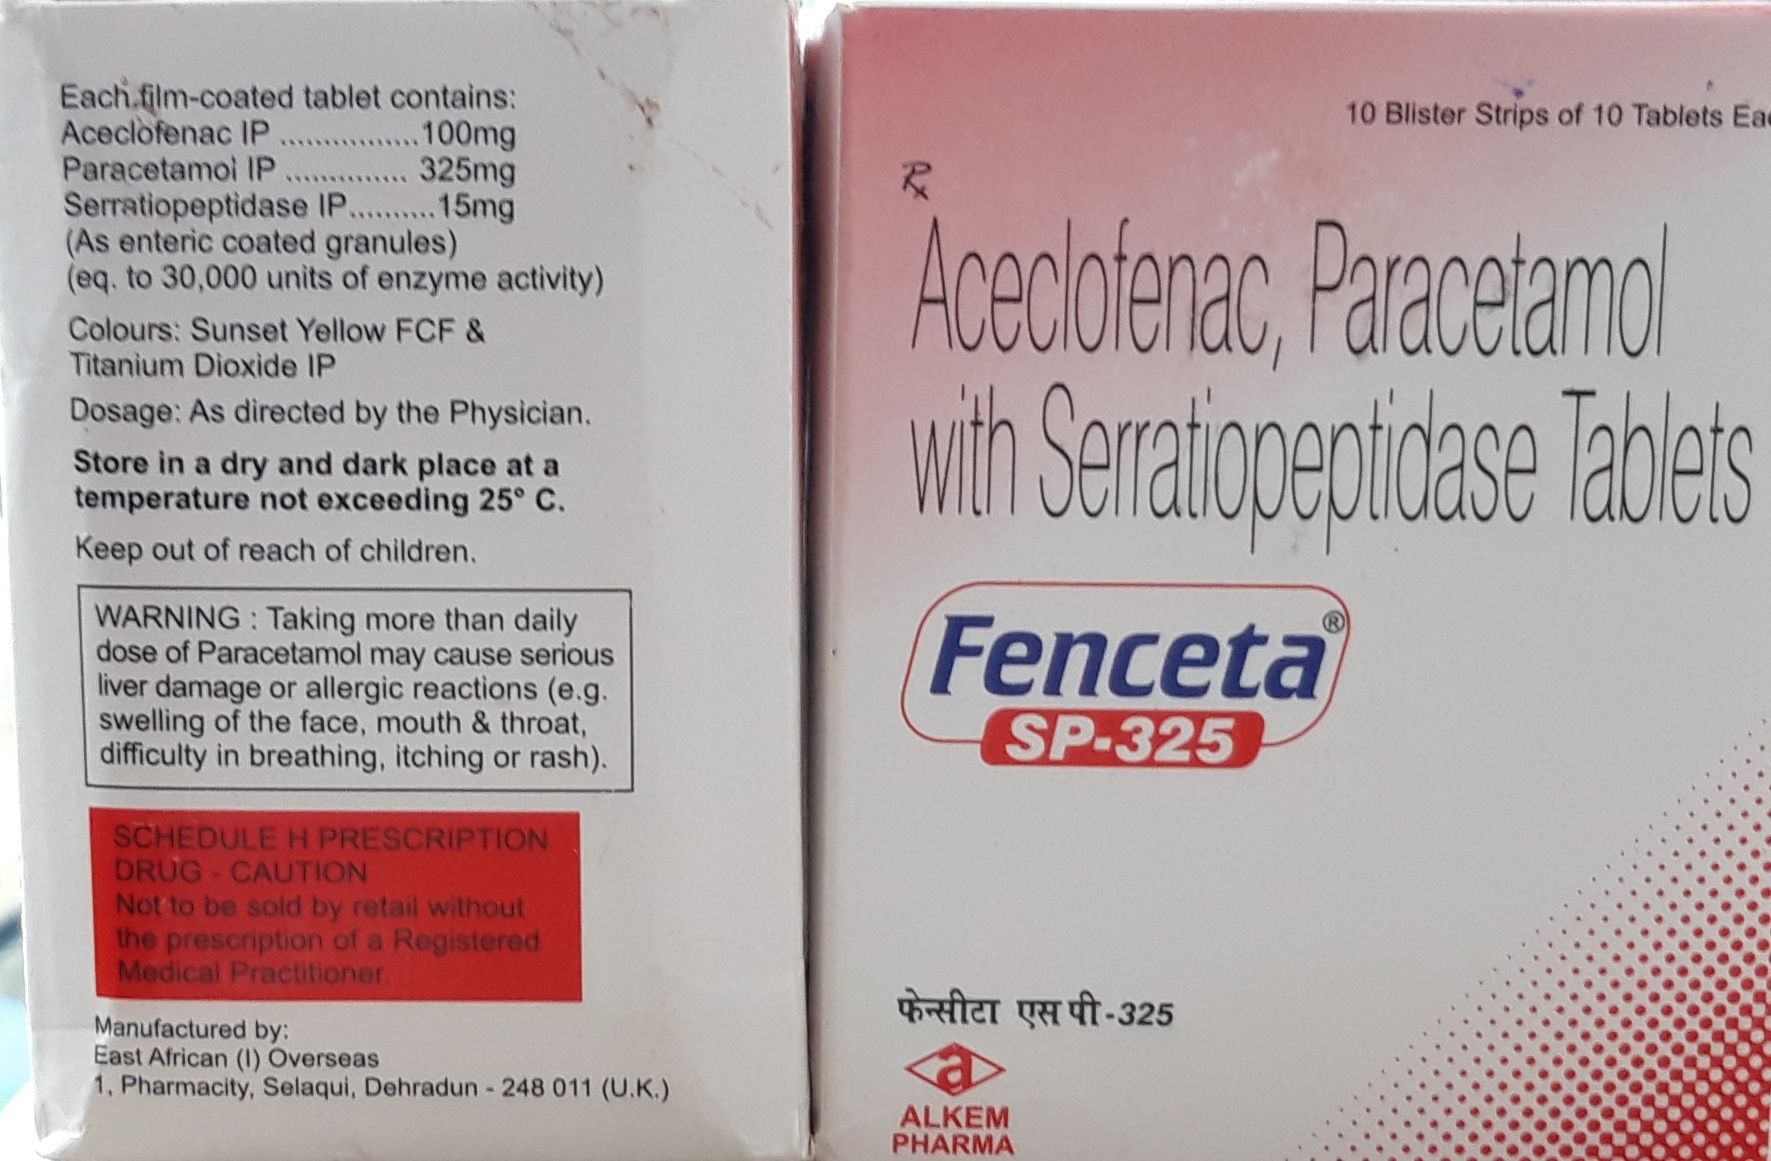 Each film-coated tablet contains:
Aceclofenac IP ................100mg
Paracetamol IP .............. 325mg
Serratiopeptidase IP..........15mg
(As enteric coated granules)
(eq. to 30,000 units of enzyme activity)
Colours: Sunset Yellow FCF &
Titanium Dioxide IP
Dosage: As directed by the Physician.
Store in a dry and dark place at a
temperature not exceeding 25° C.
Keep out of reach of children.
WARNING : Taking more than daily
dose of Paracetamol may cause serious
liver damage or allergic reactions (e.g.
swelling of the face, mouth & throat,
difficulty in breathing, itching or rash).
SCHEDULE H PRESCRIPTION
DRUG - CAUTION
Not to be sold by retail without
the prescription of a Registered
Medical Practitioner.
Manufactured by:
East African (I) Overseas
1, Pharmacity, Selaqui, Dehradun - 248 011 (U.K.)
10 Blister Strips of 10 Tablets
Rx
Aceclofenac, Paracetamol
with Serratiopeptidase Tablets
Fenceta®
SP-325
फेन्सीटा एस पी -325
a
ALKEM
PHARMA